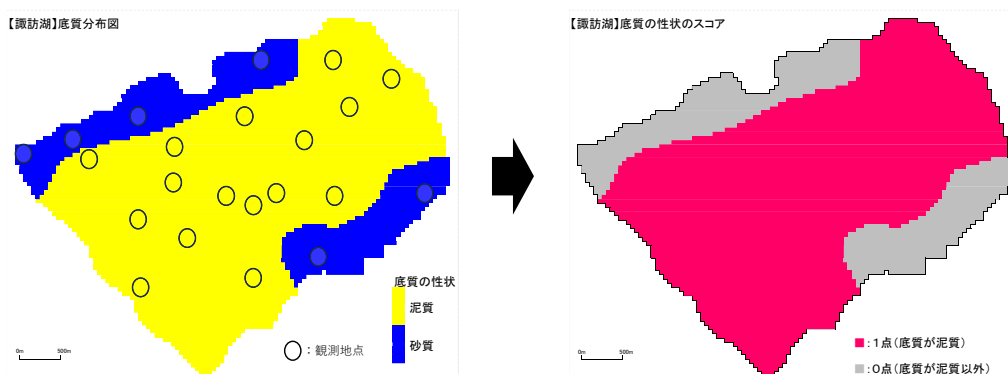 【諏訪湖】底質分布図
底質の性状
泥質
砂質
：観測地点
0m 500m
【諏訪湖】底質の性状のスコア
：1点（底質が泥質）
：0点（底質が泥質以外）
0m 500m